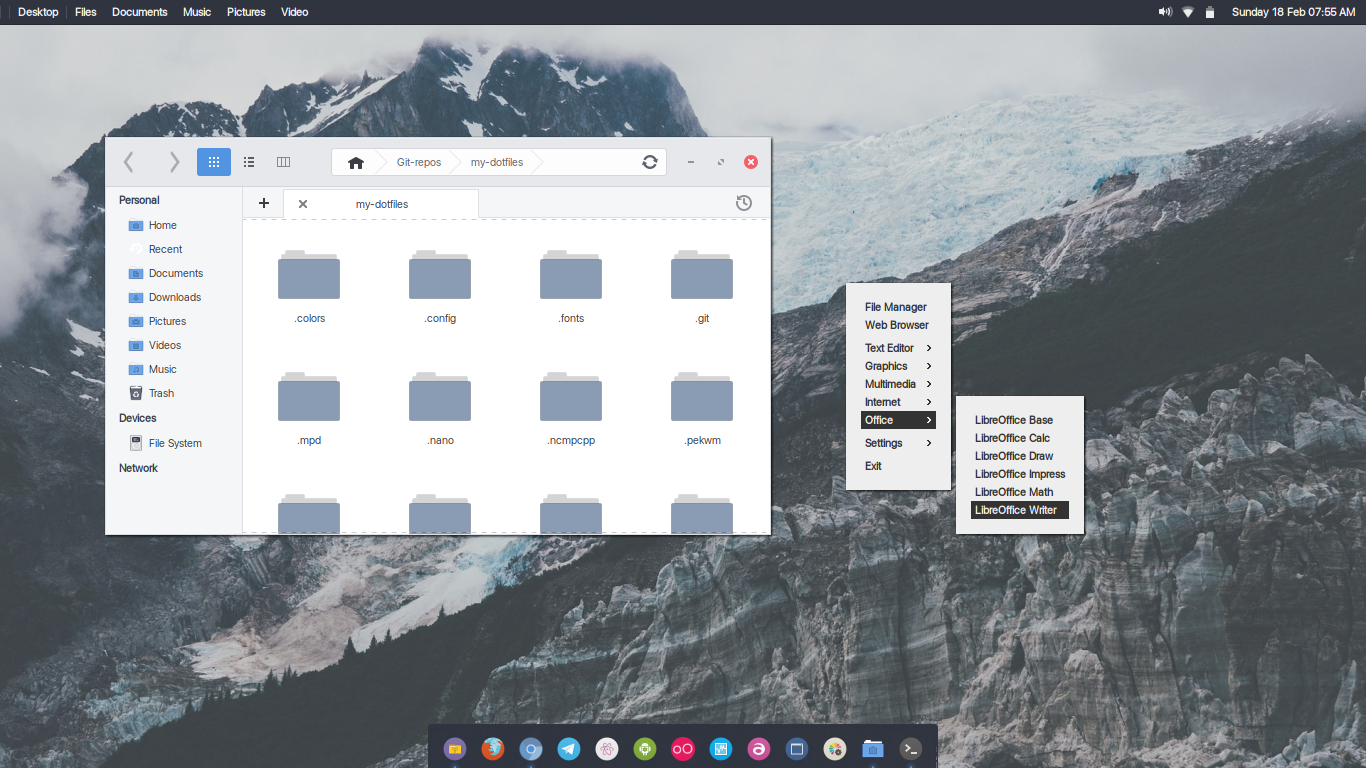 Desktop Files Documents Music Pictures Video Sunday 18 Feb 07:55 AM
Git-repos my-dotfiles
Personal
Home
Recent
Documents
Downloads
Pictures
Videos
Music
Trash
Devices
File System
Network
my-dotfiles
.colors .config .fonts .git
.mpd .nano .ncmpcpp .pekwm
File Manager
Web Browser
Text Editor
Graphics
Multimedia
Internet
Office
Settings
Exit
LibreOffice Base
LibreOffice Calc
LibreOffice Draw
LibreOffice Impress
LibreOffice Math
LibreOffice Writer